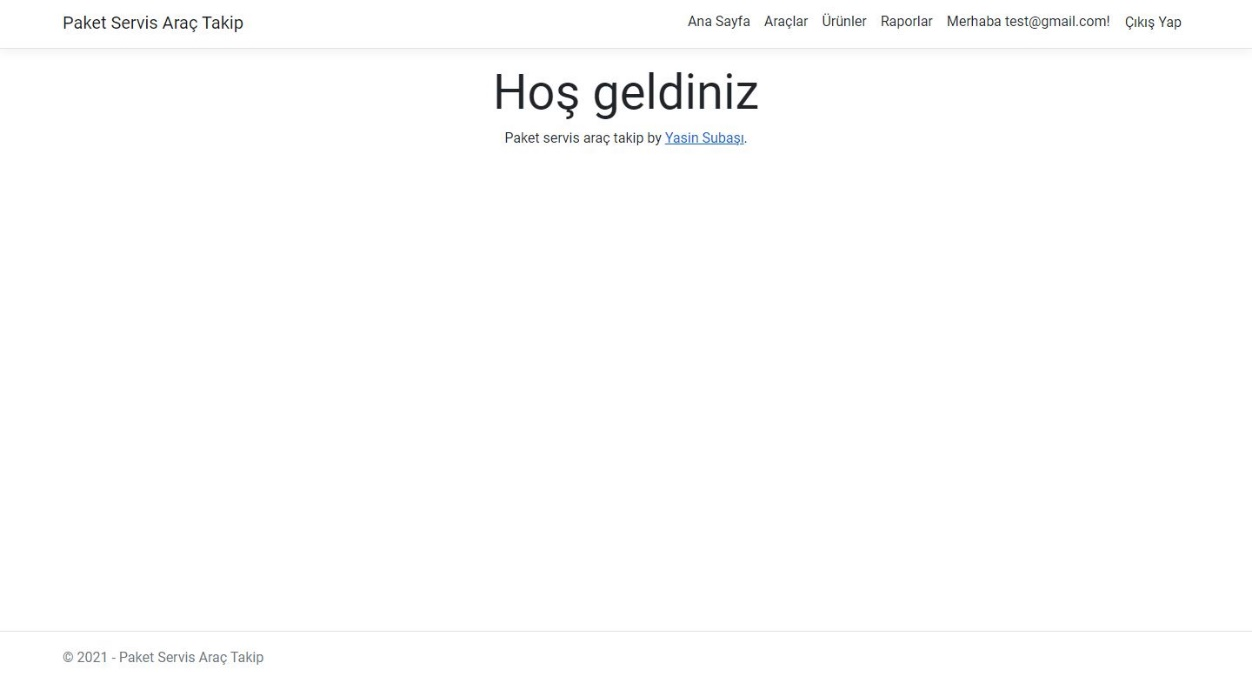 Paket Servis Araç Takip
Ana Sayfa Araçlar Ürünler Raporlar Merhaba test@gmail.com! Çıkış Yap
Hoş geldiniz
Paket servis araç takip by Yasin Subaşı.
© 2021 - Paket Servis Araç Takip